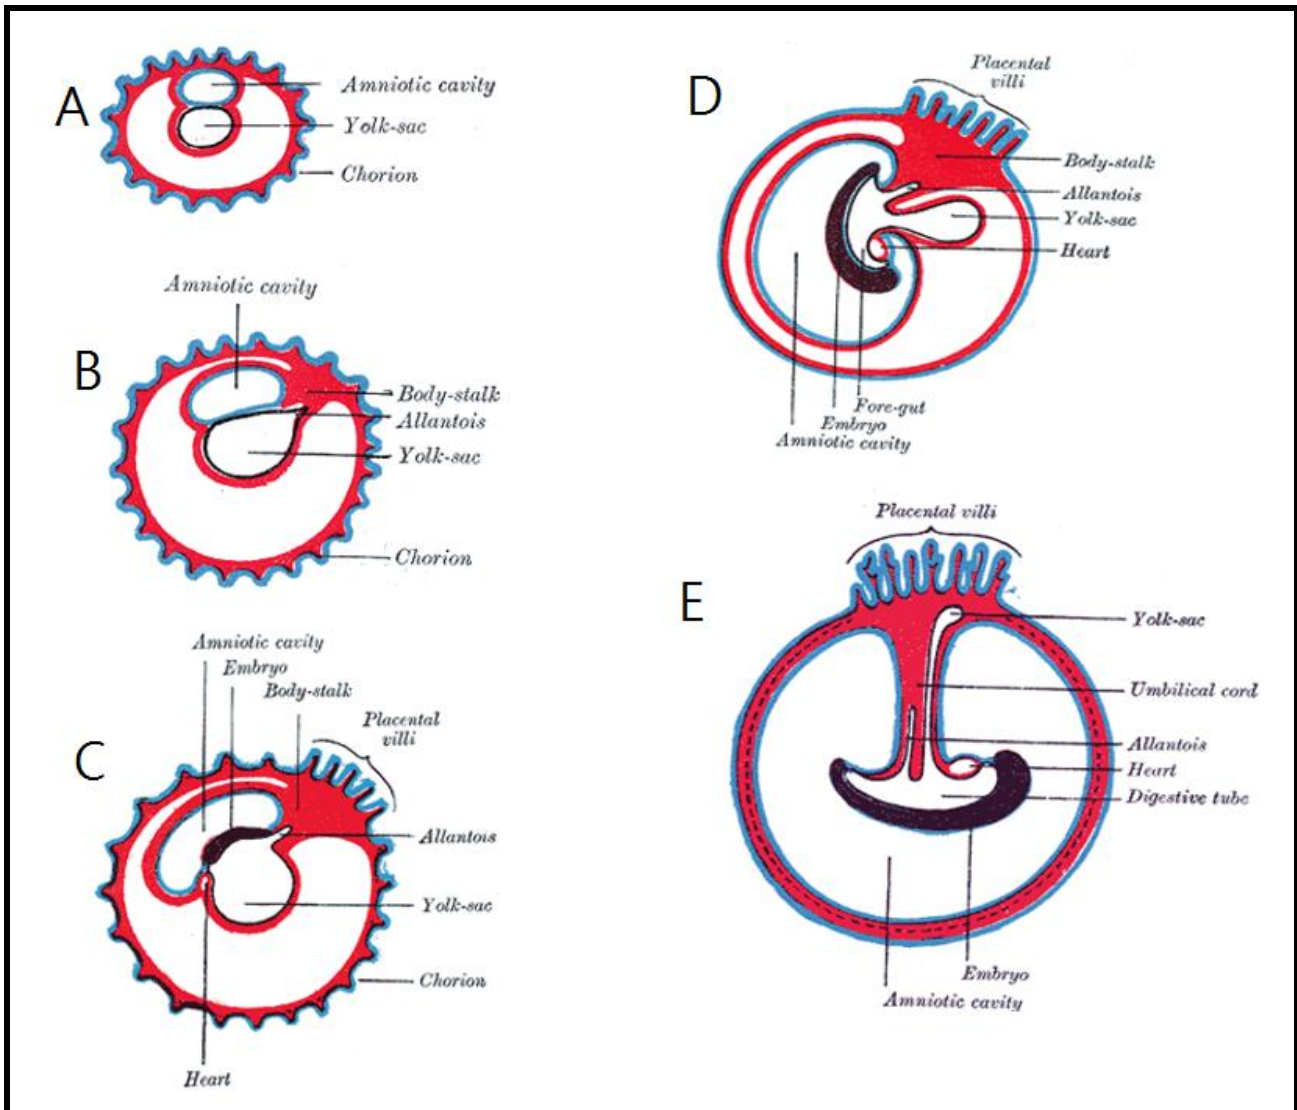 A
Amniotic cavity
Yolk-sac
Chorion
Amniotic cavity
B
Body-stalk
Allantois
Yolk-sac
Chorion
Amniotic cavity
Embryo
Body-stalk
Placental
villi
C
Allantois
Yolk-sac
Chorion
Heart
D
Placental
villi
Body-stalk
Allantois
Yolk-sac
Heart
Fore-gut
Embryo
Amniotic cavity
Placental villi
E
Yolk-sac
Umbilical cord
Allantois
Heart
Digestive tube
Embryo
Amniotic cavity